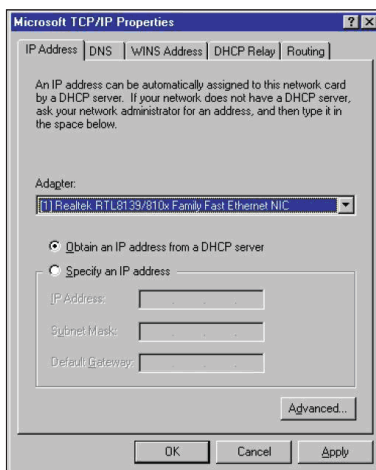 Microsoft TCP/IP Properties
? ×
IP Address DNS WINS Address DHCP Relay Routing
An IP address can be automatically assigned to this network card
by a DHCP server. If your network does not have a DHCP server,
ask your network administrator for an address, and then type it in
the space below.
Adapter:
[1] Realtek RTL8139/810x Family Fast Ethernet NIC
Obtain an IP address from a DHCP server
Specify an IP address
IP Address:
Subnet Mask:
Default Gateway:
Advanced...
OK Cancel Apply